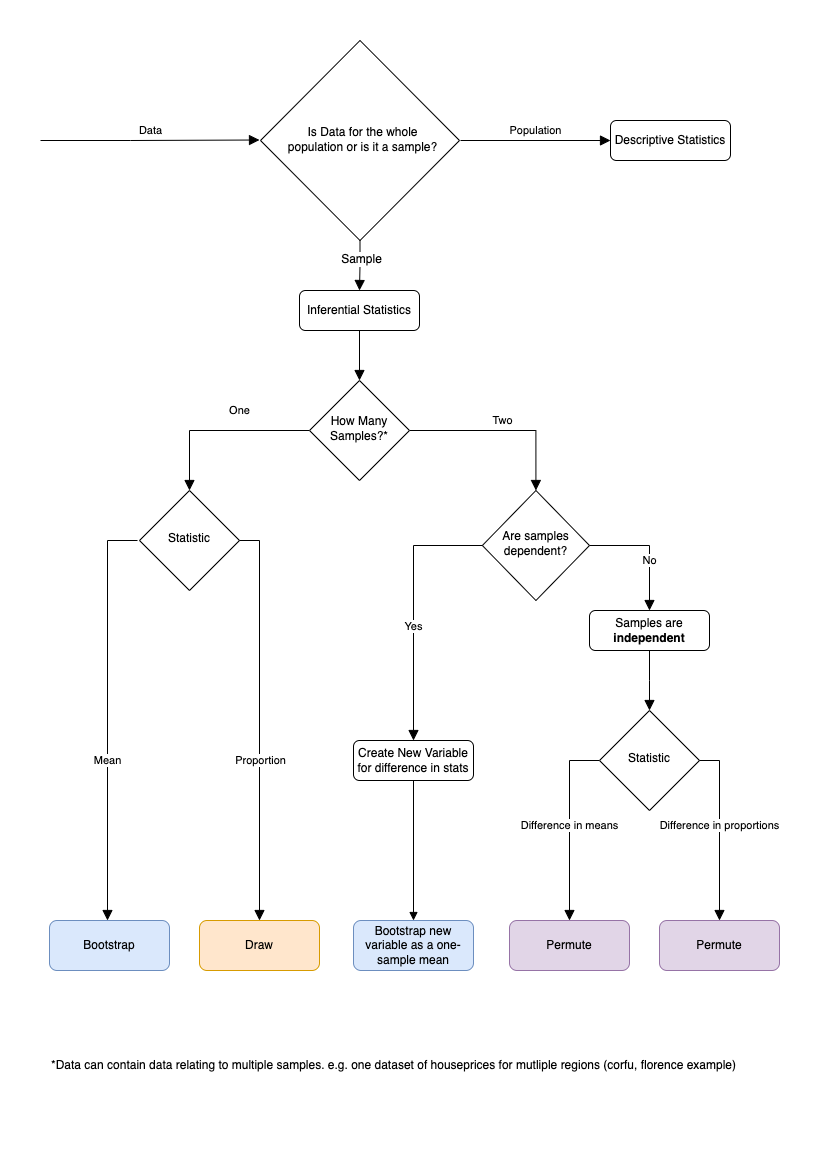 Data
Is Data for the whole
population or is it a sample?
Population
Descriptive Statistics
Sample
Inferential Statistics
One
How Many
Samples?*
Two
Statistic
Are samples
dependent?
No
Yes
Samples are
independent
Mean
Proportion
Create New Variable
for difference in stats
Statistic
Difference in means
Difference in proportions
Bootstrap
Draw
Bootstrap new
variable as a one-
sample mean
Permute
Permute
*Data can contain data relating to multiple samples. e.g. one dataset of houseprices for mutliple regions (corfu, florence example)